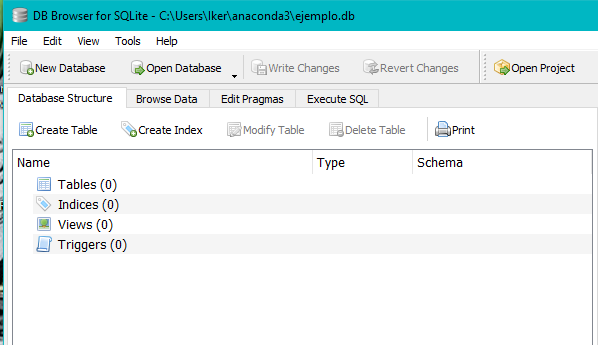 DB Browser for SQLite - C:\Users\Iker\anaconda3\ejemplo.db
File Edit View Tools Help
New Database Open Database Write Changes Revert Changes Open Project
Database Structure Browse Data Edit Pragmas Execute SQL
Create Table Create Index Modify Table Delete Table Print
Name Type Schema
Tables (0)
Indices (0)
Views (0)
Triggers (0)